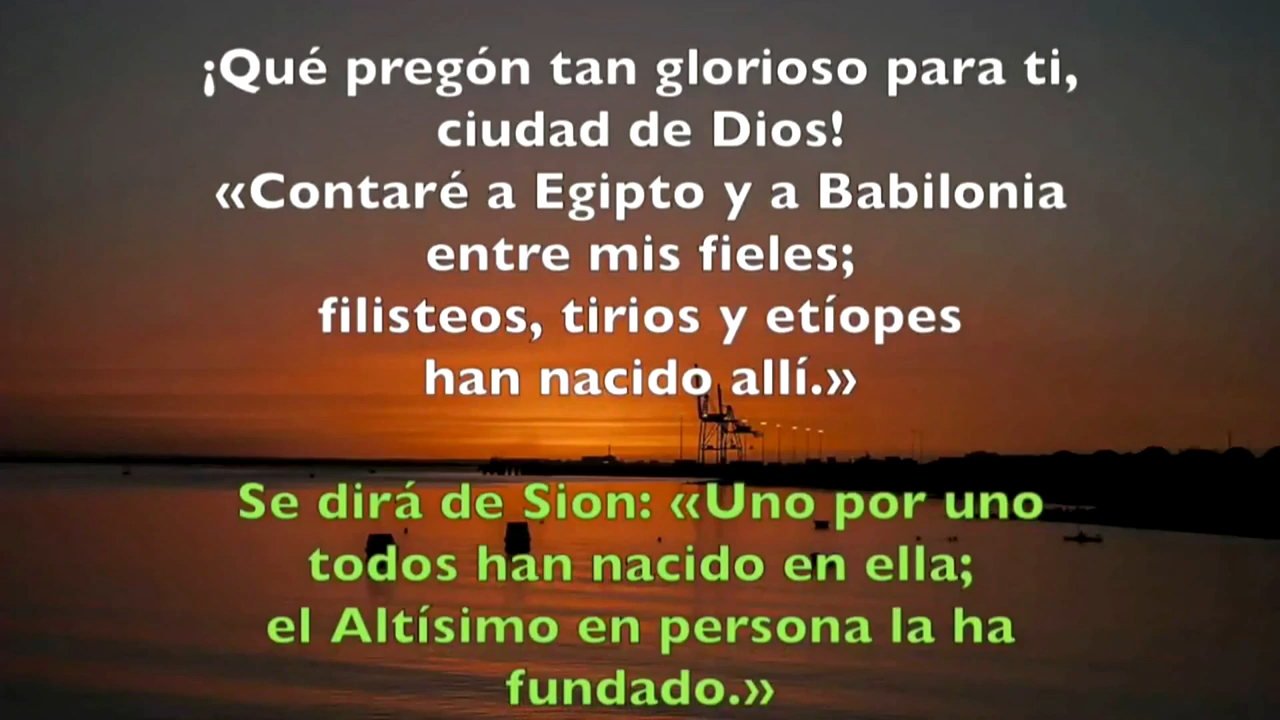 ¡Qué pregón tan glorioso para ti,
ciudad de Dios!
«Contaré a Egipto y a Babilonia
entre mis fieles;
filisteos, tirios y etíopes
han nacido allí.»
Se dirá de Sion: «Uno por uno
todos han nacido en ella;
el Altísimo en persona la ha
fundado.»